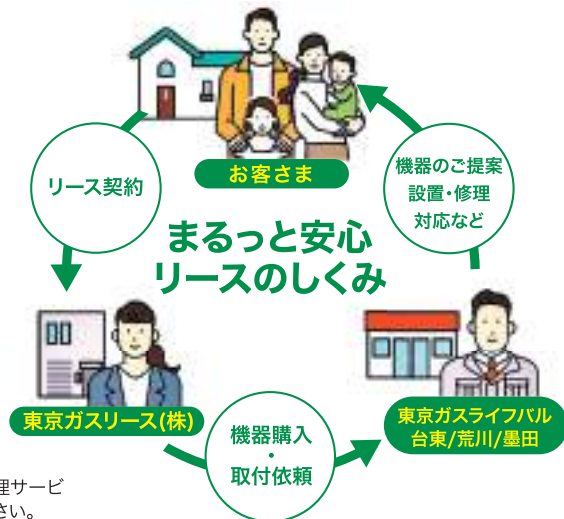 お客さま
リース契約
機器のご提案
設置・修理
対応など
まるっと安心
リースのしくみ
東京ガスリース(株)
東京ガスライフバル
台東/荒川/墨田
機器購入
・
取付依頼
理サービ
さい。